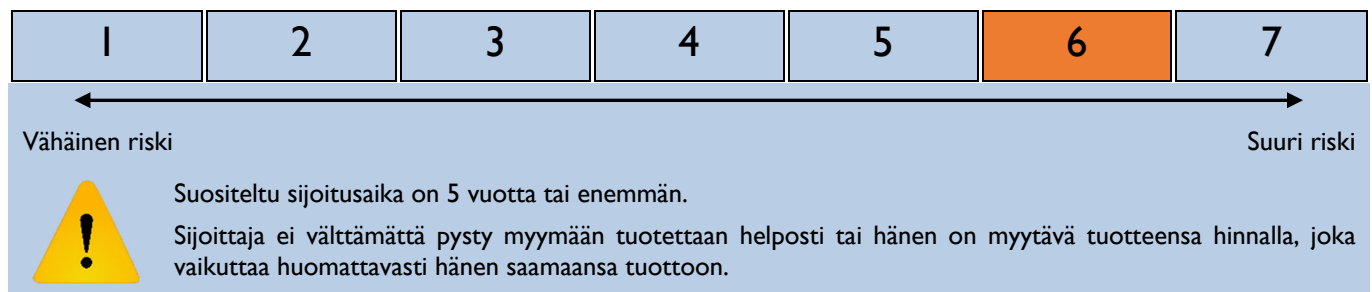 1 2 3 4 5 6 7
Vähäinen riski Suuri riski
Suositeltu sijoitusaika on 5 vuotta tai enemmän.
Sijoittaja ei välttämättä pysty myymään tuotettaan helposti tai hänen on myytävä tuotteensa hinnalla, joka
vaikuttaa huomattavasti hänen saamaansa tuottoon.